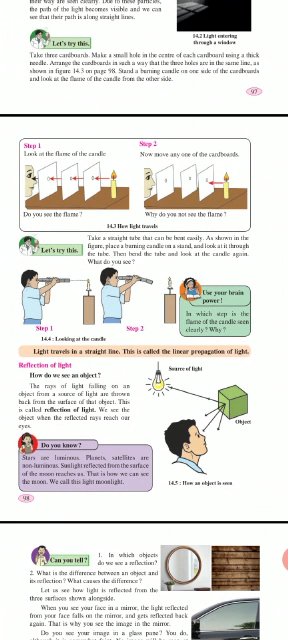 their way are seen clearly. Due to these particles,
the path of the light becomes visible and we can
see that their path is along straight lines.
14.2 Light entering
through a window
Let's try this.
Take three cardboards. Make a small hole in the centre of each cardboard using a thick
needle. Arrange the cardboards in such a way that the three holes are in the same line, as
shown in figure 14.3 on page 98. Stand a burning candle on one side of the cardboards
and look at the flame of the candle from the other side.
97
Step 1
Look at the flame of the candle
Step 2
Now move any one of the cardboards.
Do you see the flame ?
Why do you not see the flame ?
14.3 How light travels
Let's try this.
Take a straight tube that can be bent easily. As shown in the
figure, place a burning candle on a stand, and look at it through
the tube. Then bend the tube and look at the candle again.
What do you see ?
Use your brain
power !
In which step is the
flame of the candle seen
clearly ? Why ?
Step 1
Step 2
14.4 : Looking at the candle
Light travels in a straight line. This is called the linear propagation of light.
Reflection of light
How do we see an object ?
The rays of light falling on an
object from a source of light are thrown
back from the surface of that object. This
is called reflection of light. We see the
object when the reflected rays reach our
eyes.
Source of light
Object
Do you know ?
Stars are luminous. Planets, satellites are
non-luminous. Sunlight reflected from the surface
of the moon reaches us. That is how we can see
the moon. We call this light moonlight.
14.5 : How an object is seen
98
Can you tell ?
1. In which objects
do we see a reflection?
2. What is the difference between an object and
its reflection ? What causes the difference ?
Let us see how light is reflected from the
three surfaces shown alongside.
When you see your face in a mirror, the light reflected
from your face falls on the mirror, and gets reflected back
again. That is why you see the image in the mirror.
Do you see your image in a glass pane ? You do,